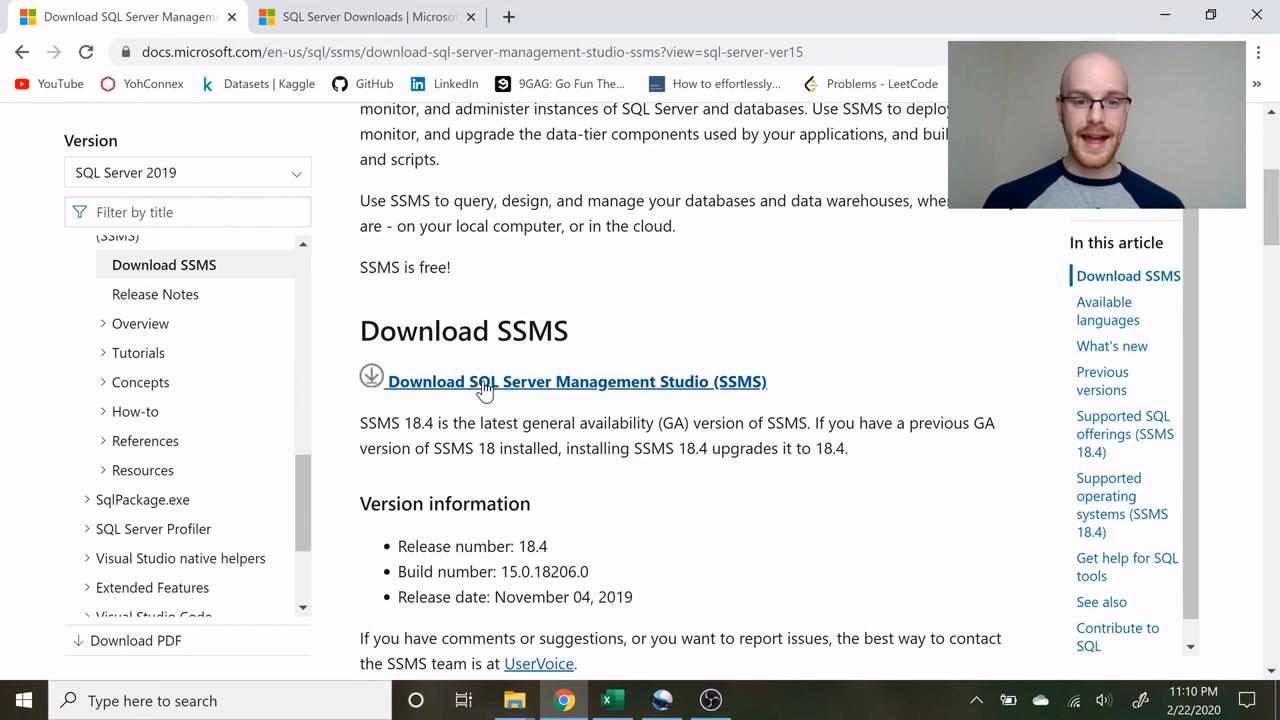 Download SQL Server Manageme
SQL Server Downloads | Microsof
docs.microsoft.com/en-us/sql/ssms/download-sql-server-management-studio-ssms?view=sql-server-ver15
YouTube
YohConnex
Datasets | Kaggle
GitHub
LinkedIn
9GAG: Go Fun The...
How to effortlessly...
Problems - LeetCode
»
Version
SQL Server 2019
Filter by title
(SSMS)
Download SSMS
Release Notes
Overview
Tutorials
Concepts
How-to
References
Resources
SqlPackage.exe
SQL Server Profiler
Visual Studio native helpers
Extended Features
Visual Studio Code
Download PDF
monitor, and administer instances of SQL Server and databases. Use SSMS to deploy
monitor, and upgrade the data-tier components used by your applications, and buil
and scripts.
Use SSMS to query, design, and manage your databases and data warehouses, whe
are - on your local computer, or in the cloud.
SSMS is free!
Download SSMS
Download SQL Server Management Studio (SSMS)
SSMS 18.4 is the latest general availability (GA) version of SSMS. If you have a previous GA
version of SSMS 18 installed, installing SSMS 18.4 upgrades it to 18.4.
Version information
• Release number: 18.4
• Build number: 15.0.18206.0
• Release date: November 04, 2019
If you have comments or suggestions, or you want to report issues, the best way to contact
the SSMS team is at UserVoice.
In this article
Download SSMS
Available
languages
What's new
Previous
versions
Supported SQL
offerings (SSMS
18.4)
Supported
operating
systems (SSMS
18.4)
Get help for SQL
tools
See also
Contribute to
SQL
Type here to search
11:10 PM
2/22/2020